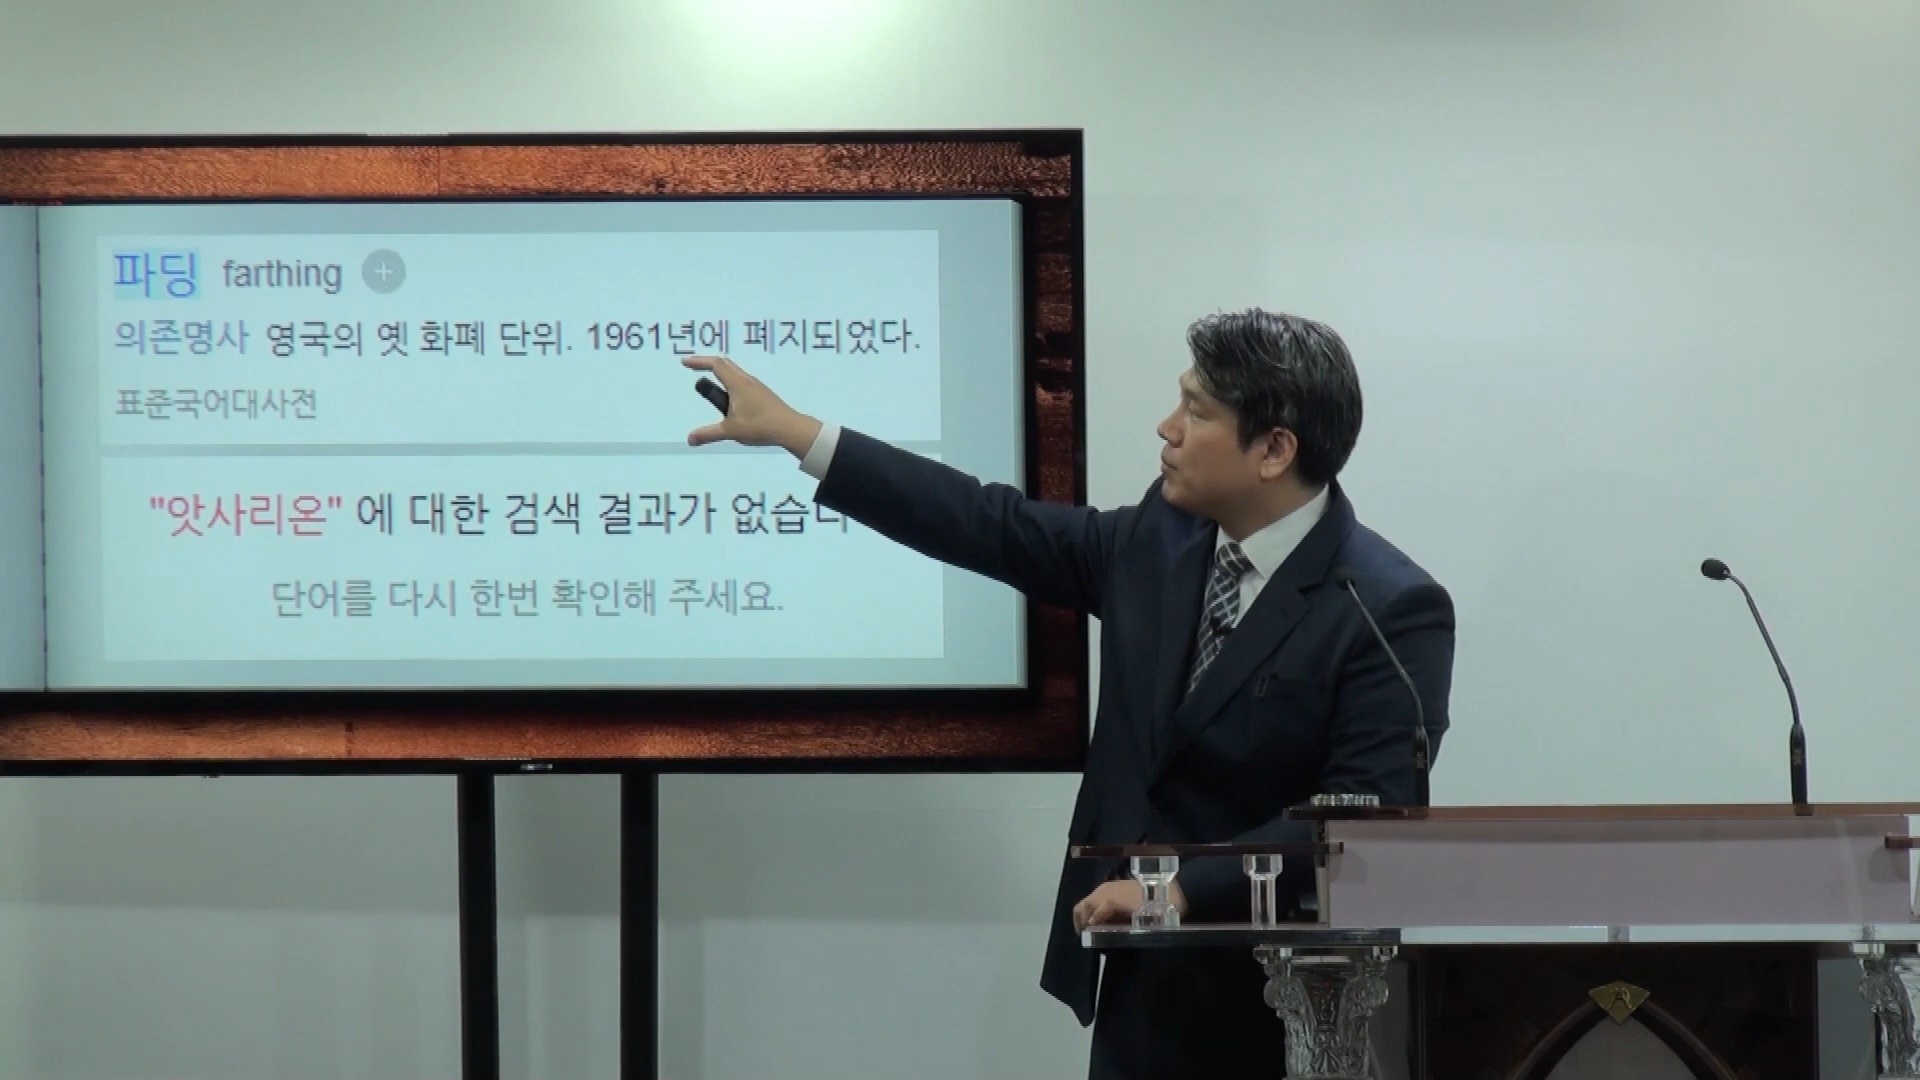 파딩 farthing +
의존명사 영국의 옛 화폐 단위. 1961년에 폐지되었다.
표준국어대사전
"앗사리온" 에 대한 검색 결과가
단어를 다시 한번 확인해 주세요.